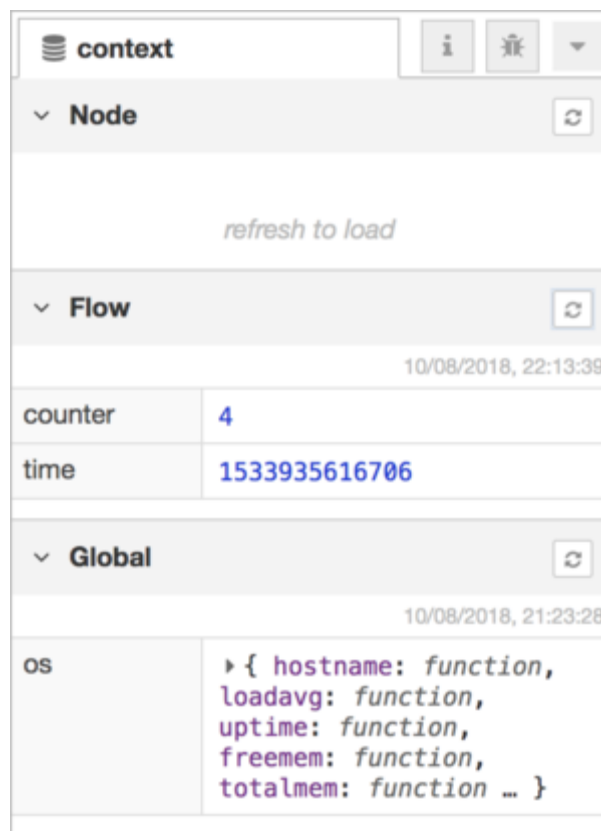 context
i
Node
refresh to load
Flow
10/08/2018, 22:13:39
counter 4
time 1533935616706
Global
10/08/2018, 21:23:28
os { hostname: function,
loadavg: function,
uptime: function,
freemem: function,
totalmem: function … }